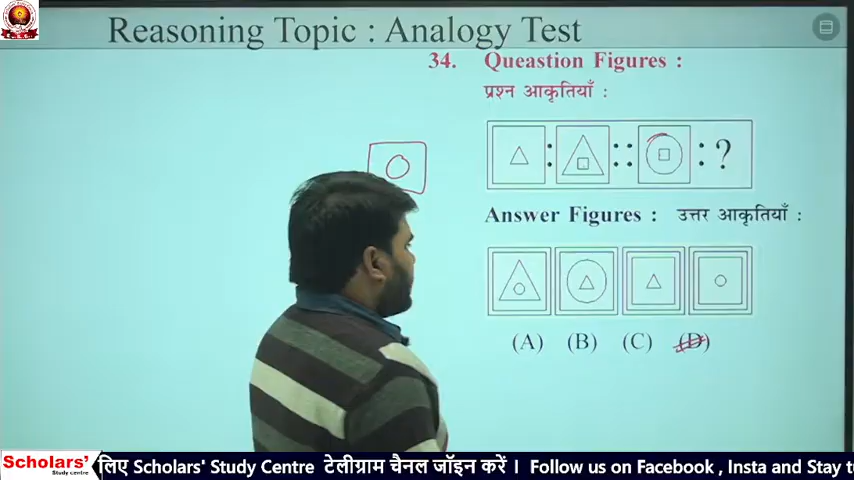 Reasoning Topic : Analogy Test
34. Queastion Figures :
प्रश्न आकृतियाँ :
: :: : ?
Answer Figures : उत्तर आकृतियाँ :
(A) (B) (C) (D)
Scholars'
Study centre
लिए Scholars' Study Centre टेलीग्राम चैनल जॉइन करें । Follow us on Facebook , Insta and Stay tu